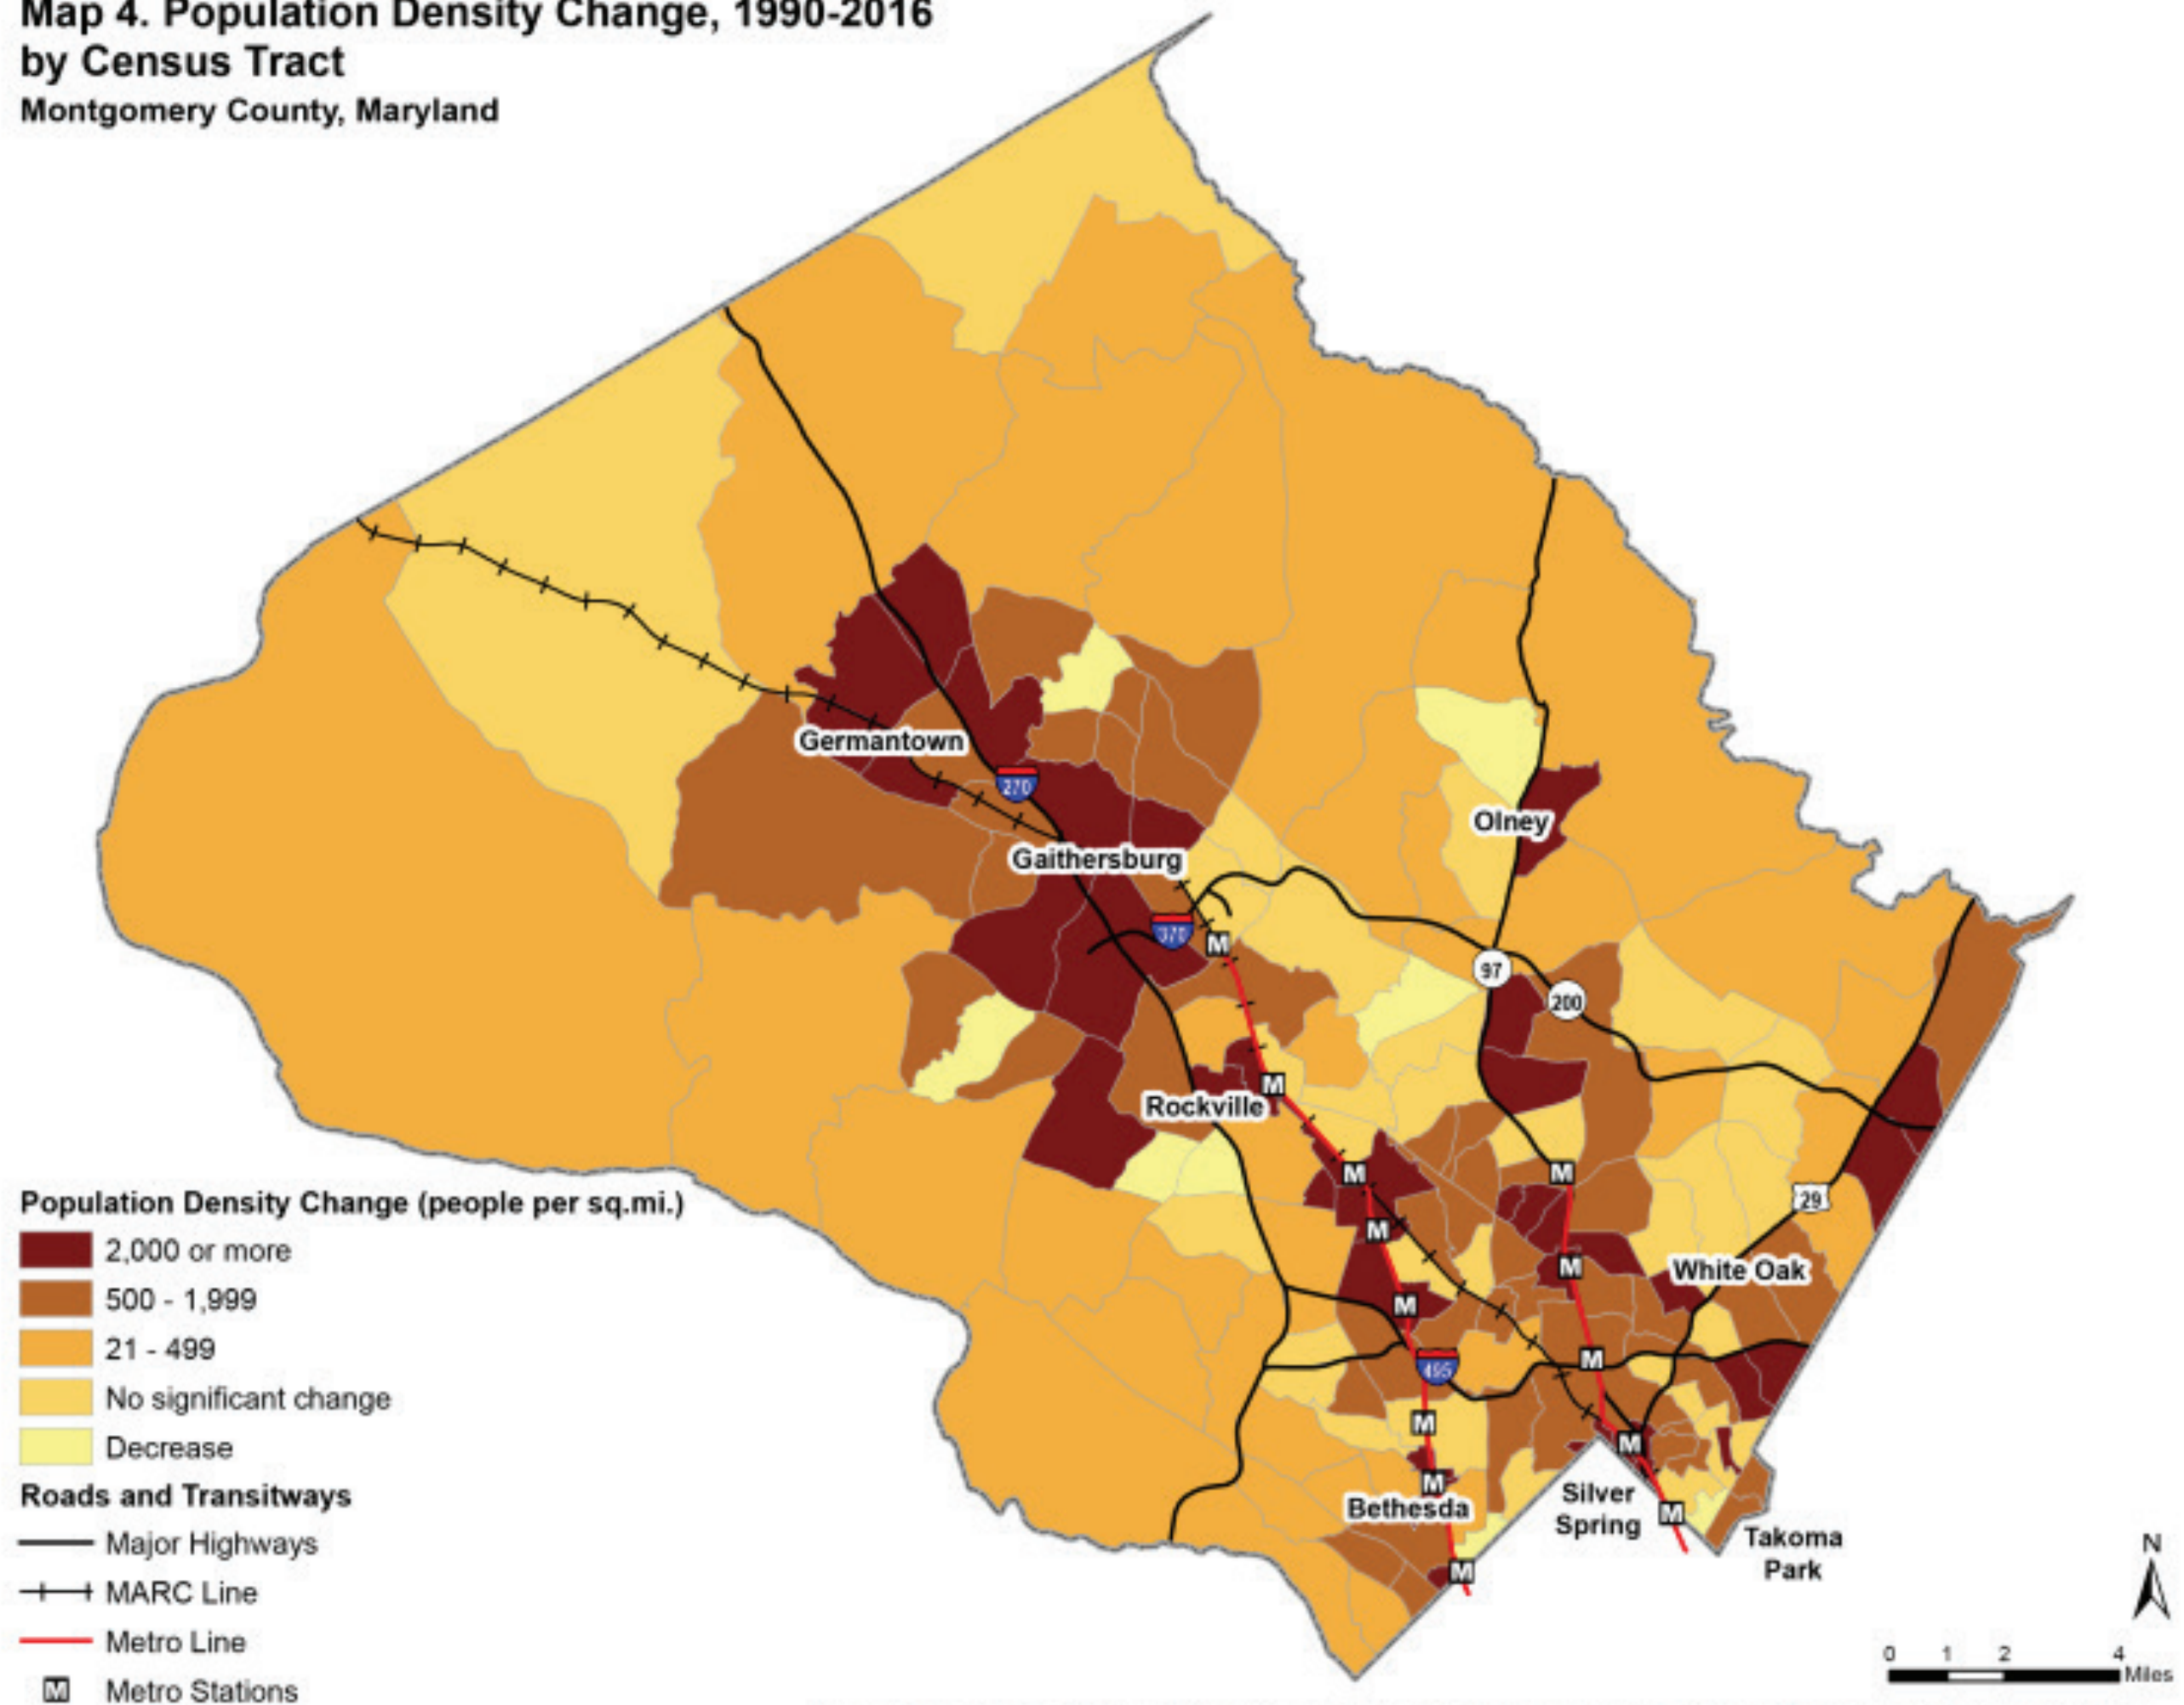 Map 4. Population Density Change, 1990-2016
by Census Tract
Montgomery County, Maryland
Germantown
270
Olney
Gaithersburg
370
M
97
200
M
Rockville
M
M
29
M
M
White Oak
M
M
495
M
M
M
Bethesda
Silver
Spring
M
Takoma
Park
M
Population Density Change (people per sq.mi.)
2,000 or more
500 - 1,999
21 - 499
No significant change
Decrease
Roads and Transitways
Major Highways
MARC Line
Metro Line
M Metro Stations
N
0 1 2 4
Miles